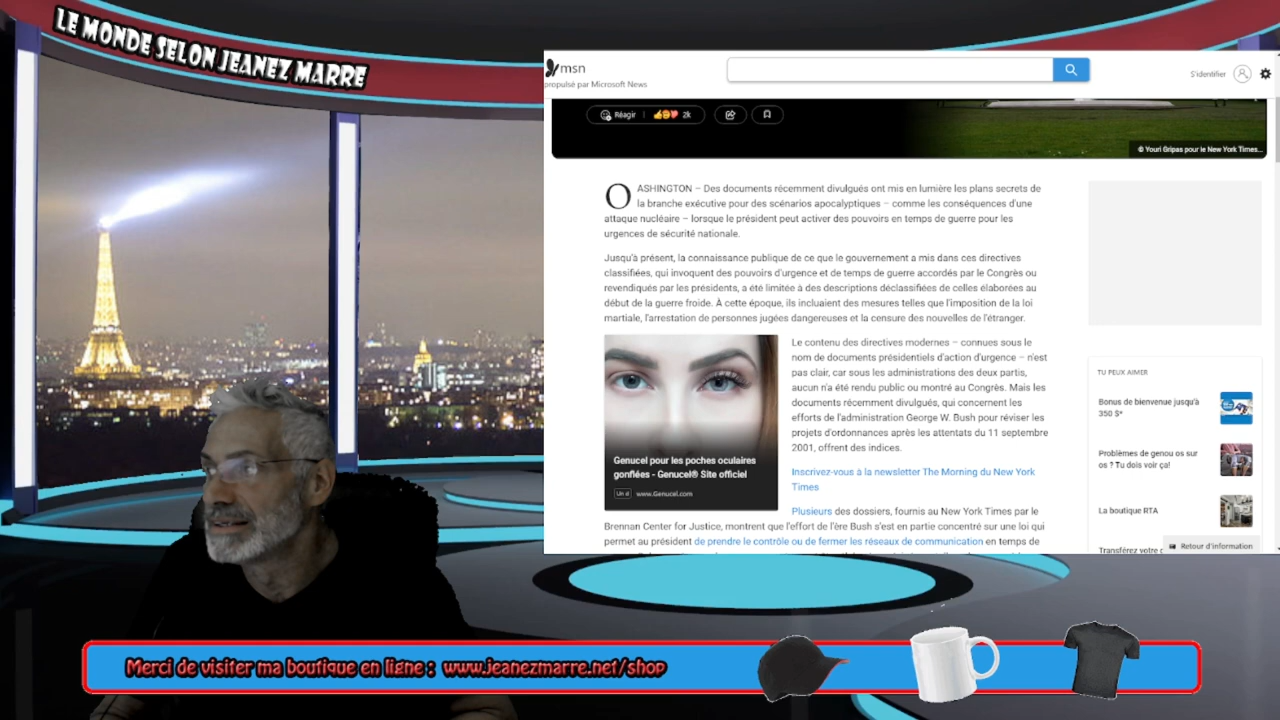 LE MONDE SELON JEANEZ MARRE
msn
propulsé par Microsoft News
S'identifier
Réagir
2k
© Youri Gripas pour le New York Times...
O ASHINGTON – Des documents récemment divulgués ont mis en lumière les plans secrets de
la branche exécutive pour des scénarios apocalyptiques – comme les conséquences d'une
attaque nucléaire – lorsque le président peut activer des pouvoirs en temps de guerre pour les
urgences de sécurité nationale.
Jusqu'à présent, la connaissance publique de ce que le gouvernement a mis dans ces directives
classifiées, qui invoquent des pouvoirs d'urgence et de temps de guerre accordés par le Congrès ou
revendiqués par les présidents, a été limitée à des descriptions déclassifiées de celles élaborées au
début de la guerre froide. À cette époque, ils incluaient des mesures telles que l'imposition de la loi
martiale, l'arrestation de personnes jugées dangereuses et la censure des nouvelles de l'étranger.
Genucel pour les poches oculaires
gonflées - Genucel® Site officiel
Un d
www.Genucel.com
Le contenu des directives modernes – connues sous le
nom de documents présidentiels d'action d'urgence – n'est
pas clair, car sous les administrations des deux partis,
aucun n'a été rendu public ou montré au Congrès. Mais les
documents récemment divulgués, qui concernent les
efforts de l'administration George W. Bush pour réviser les
projets d'ordonnances après les attentats du 11 septembre
2001, offrent des indices.
Inscrivez-vous à la newsletter The Morning du New York
Times
Plusieurs des dossiers, fournis au New York Times par le
Brennan Center for Justice, montrent que l'effort de l'ère Bush s'est en partie concentré sur une loi qui
permet au président de prendre le contrôle ou de fermer les réseaux de communication en temps de
TU PEUX AIMER
Bonus de bienvenue jusqu'à
350 $*
Problèmes de genou os sur
os ? Tu dois voir ça!
La boutique RTA
Transférez votre
Retour d'information
Merci de visiter ma boutique en ligne : www.jeanezmarre.net/shop